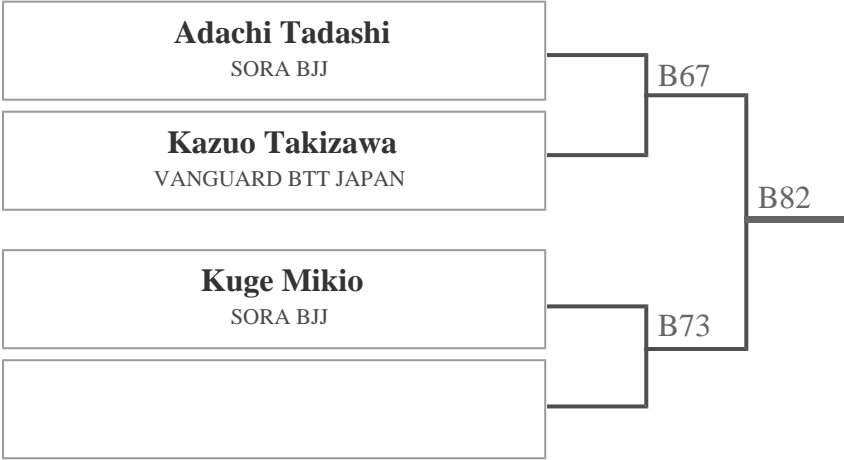 Adachi Tadashi
SORA BJJ
B67
Kazuo Takizawa
VANGUARD BTT JAPAN
B82
Kuge Mikio
SORA BJJ
B73